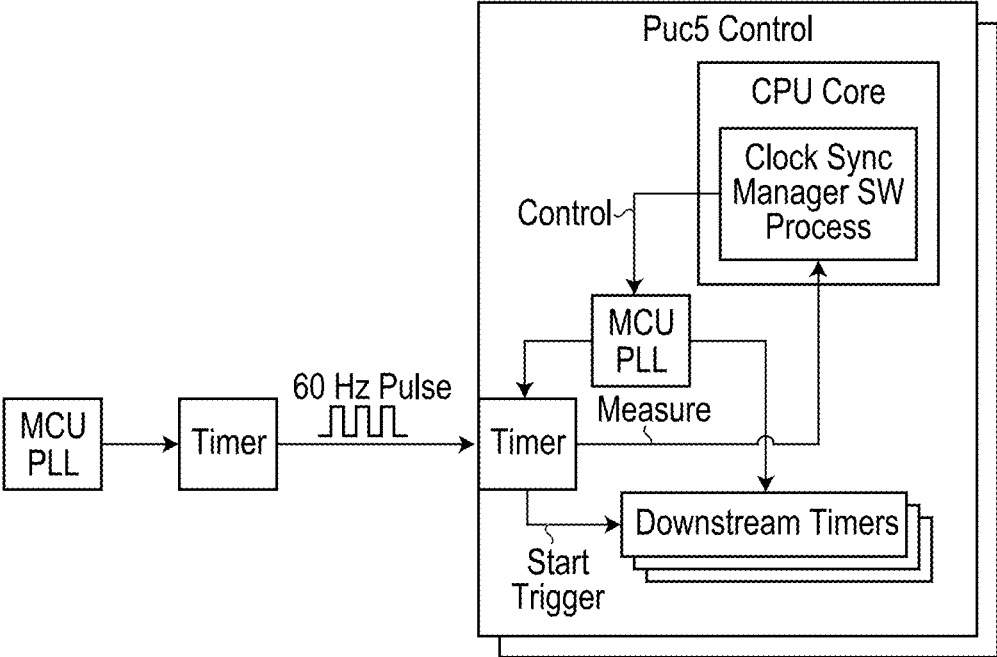 Puc5 Control
CPU Core
Clock Sync
Manager SW
Process
Control
MCU
PLL
60 Hz Pulse
Measure
MCU
PLL
Timer
Timer
Downstream Timers
Start
Trigger